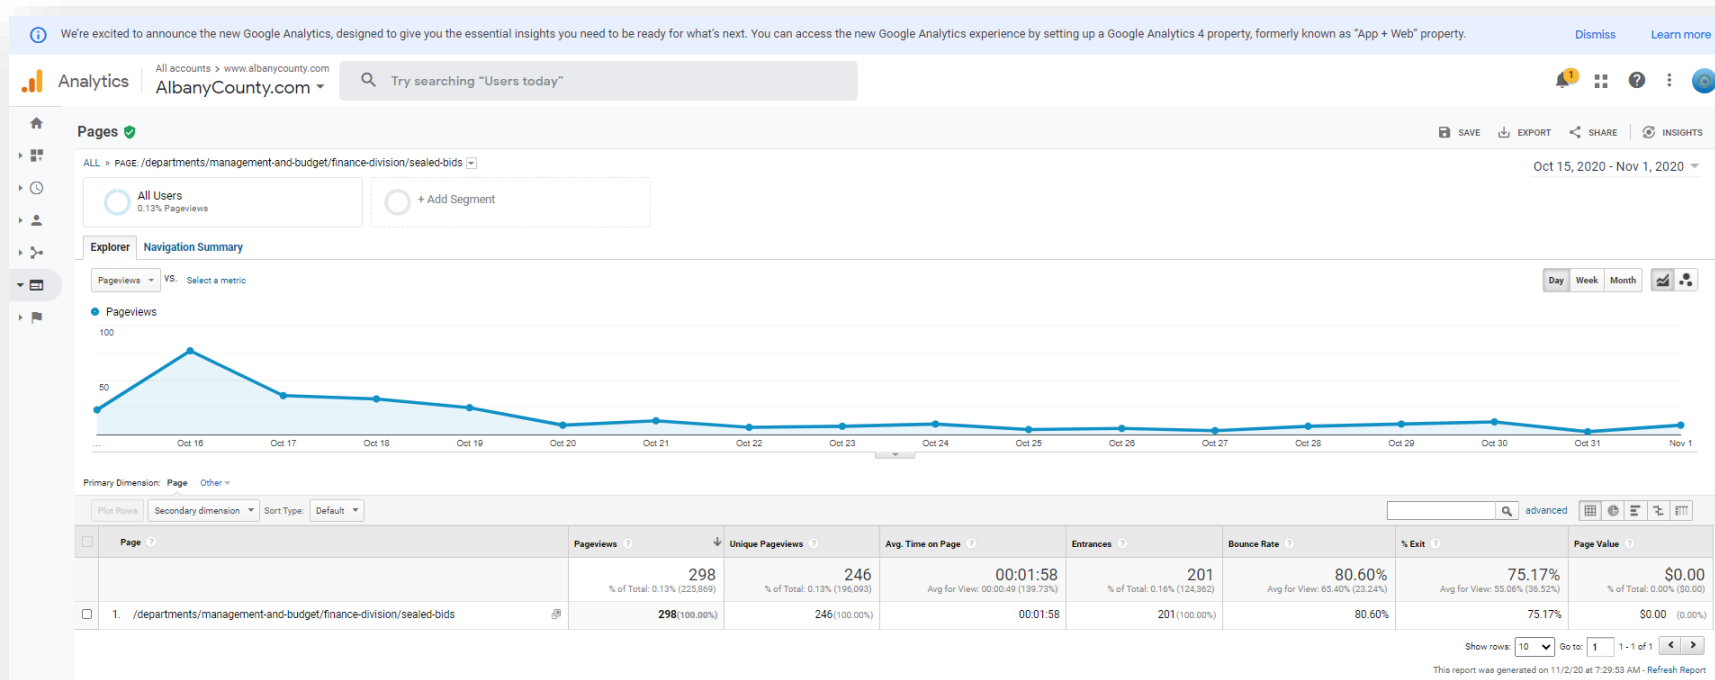 We're excited to announce the new Google Analytics, designed to give you the essential insights you need to be ready for what's next. You can access the new Google Analytics experience by setting up a Google Analytics 4 property, formerly known as "App + Web" property. Dismiss Learn more
Analytics
All accounts > www.albanycounty.com
AlbanyCounty.com
Try searching "Users today"
1
Pages
SAVE EXPORT SHARE INSIGHTS
ALL » PAGE: /departments/management-and-budget/finance-division/sealed-bids
Oct 15, 2020 - Nov 1, 2020
All Users
0.13% Pageviews
+ Add Segment
Explorer Navigation Summary
Pageviews VS. Select a metric
Day Week Month
Pageviews
100
50
... Oct 16 Oct 17 Oct 18 Oct 19 Oct 20 Oct 21 Oct 22 Oct 23 Oct 24 Oct 25 Oct 26 Oct 27 Oct 28 Oct 29 Oct 30 Oct 31 Nov 1
Primary Dimension: Page Other
Plot Rows Secondary dimension Sort Type: Default advanced
Page Pageviews Unique Pageviews Avg. Time on Page Entrances Bounce Rate % Exit Page Value
298 246 00:01:58 201 80.60% 75.17% $0.00
% of Total: 0.13% (225,869) % of Total: 0.13% (196,093) Avg for View: 00:00:49 (139.73%) % of Total: 0.16% (124,362) Avg for View: 65.40% (23.24%) Avg for View: 55.06% (36.52%) % of Total: 0.00% ($0.00)
1. /departments/management-and-budget/finance-division/sealed-bids 298(100.00%) 246(100.00%) 00:01:58 201(100.00%) 80.60% 75.17% $0.00 (0.00%)
Show rows: 10 Go to: 1 1 - 1 of 1
This report was generated on 11/2/20 at 7:29:53 AM - Refresh Report